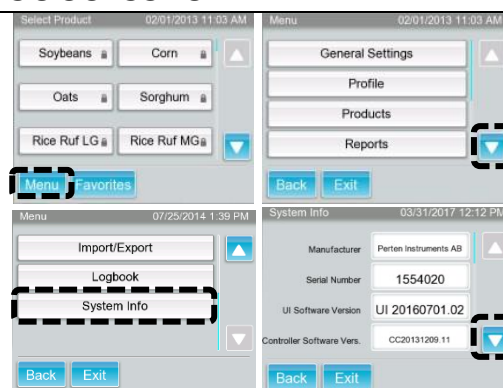 Select Product 02/01/2013 11:03 AM
Soybeans Corn
Oats Sorghum
Rice Ruf LG Rice Ruf MG
Menu Favorites
Menu 02/01/2013 11:03 AM
General Settings
Profile
Products
Reports
Back Exit
Menu 07/25/2014 1:39 PM
Import/Export
Logbook
System Info
Back Exit
System Info 03/31/2017 12:12 PM
Manufacturer Perten Instruments AB
Serial Number 1554020
UI Software Version UI 20160701.02
Controller Software Vers. CC20131209.11
Back Exit